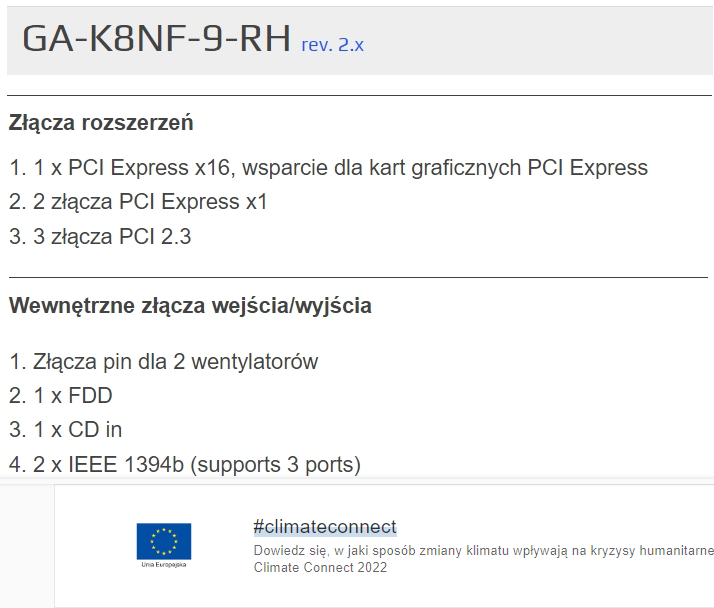 GA-K8NF-9-RH rev. 2.x
Złącza rozszerzeń
1. 1 x PCI Express x16, wsparcie dla kart graficznych PCI Express
2. 2 złącza PCI Express x1
3. 3 złącza PCI 2.3
Wewnętrzne złącza wejścia/wyjścia
1. Złącza pin dla 2 wentylatorów
2. 1 x FDD
3. 1 x CD in
4. 2 x IEEE 1394b (supports 3 ports)
#climateconnect
Dowiedz się, w jaki sposób zmiany klimatu wpływają na kryzysy humanitarne
Climate Connect 2022
Unia Europejska